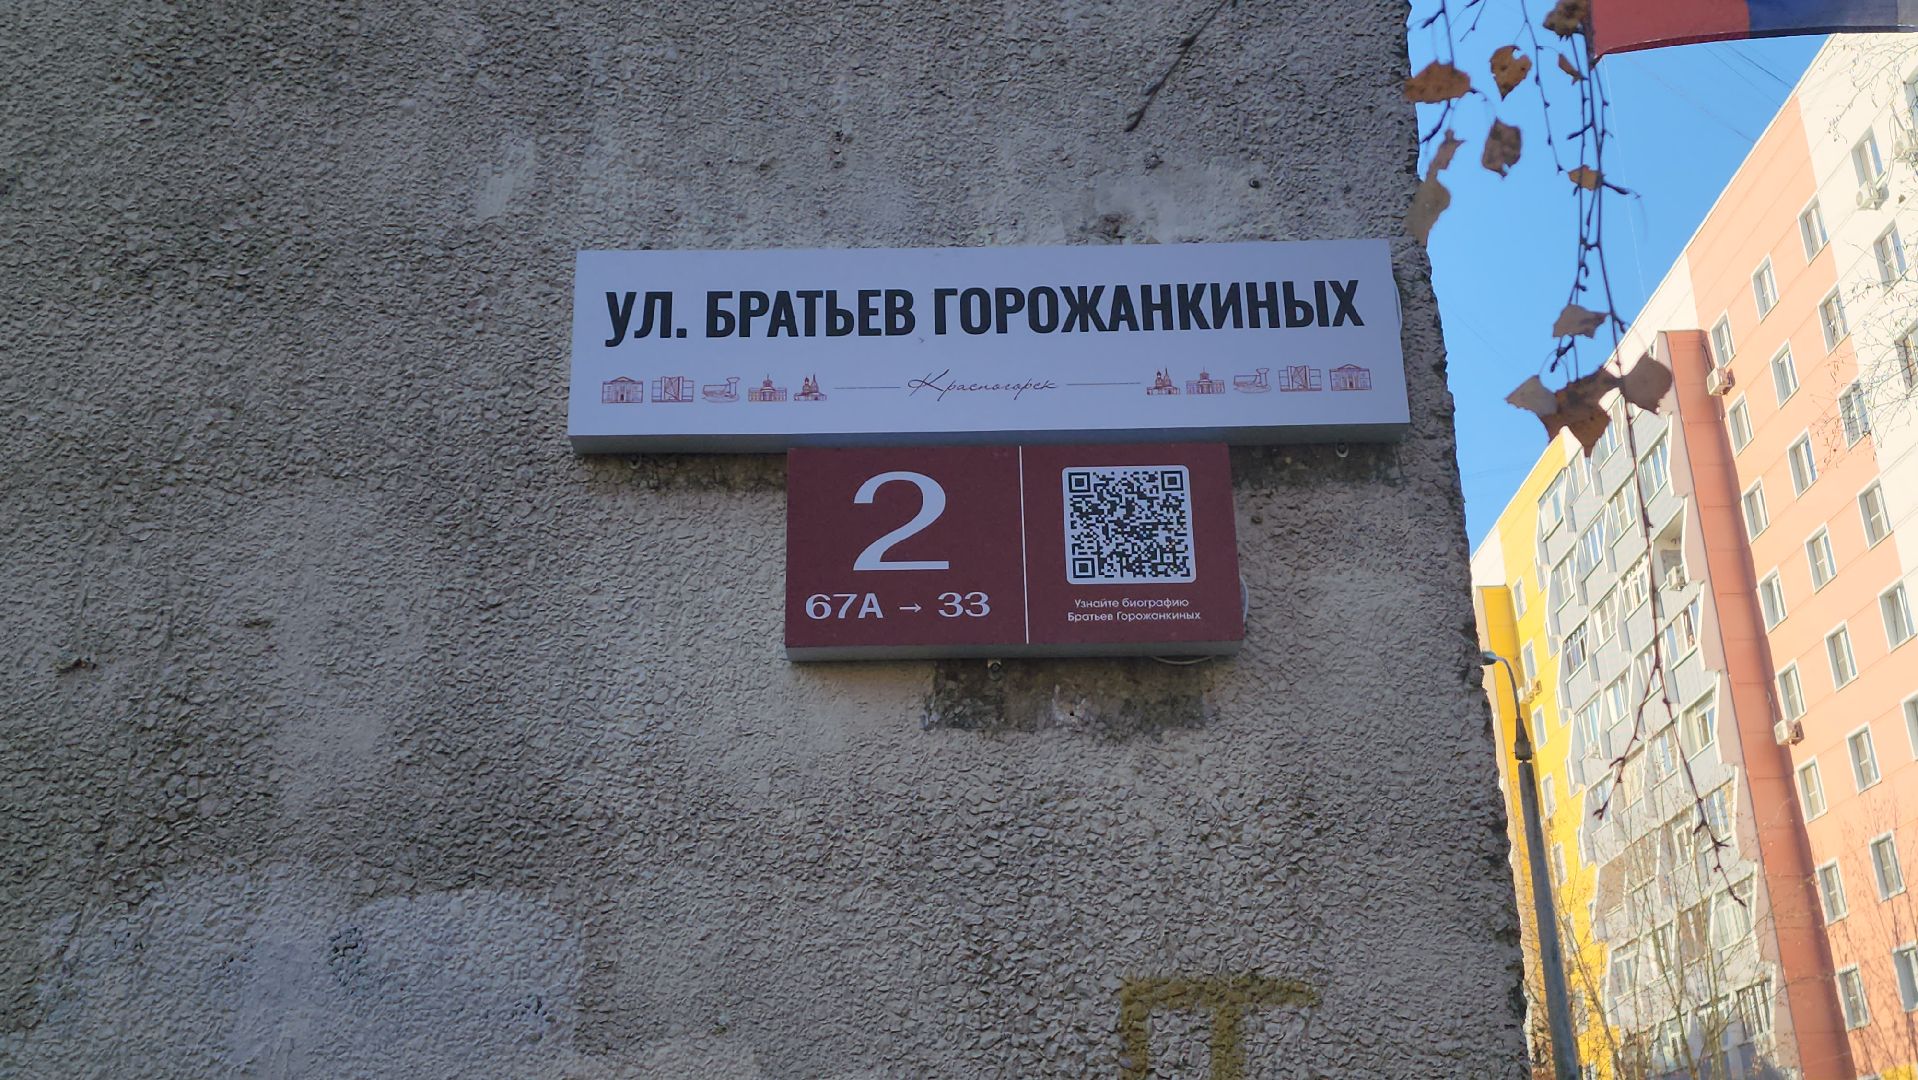 УЛ. БРАТЬЕВ ГОРОЖАНКИНЫХ
Красногорск
2
67А → 33
Узнайте биографию
Братьев Горожанкиных